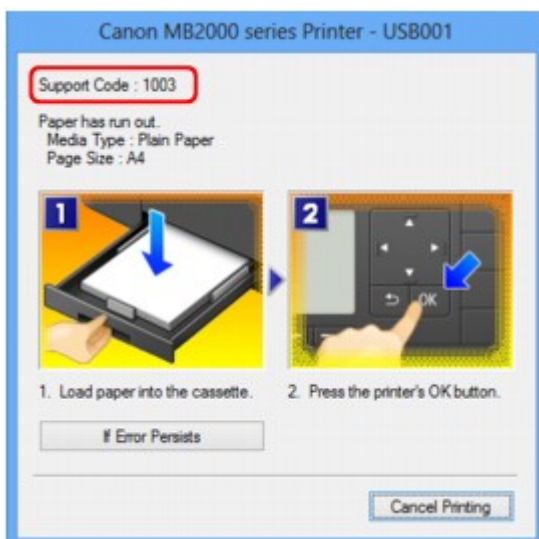 Canon MB2000 series Printer - USB001
Support Code : 1003
Paper has run out.
Media Type : Plain Paper
Page Size : A4
1
2
OK
1. Load paper into the cassette.
2. Press the printer's OK button.
If Error Persists
Cancel Printing